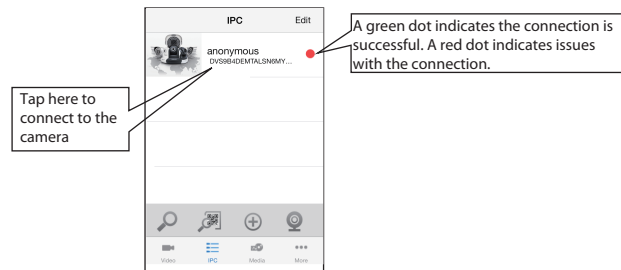 IPC Edit
anonymous
DVS9B4DEMTALSN6MY...
A green dot indicates the connection is
successful. A red dot indicates issues
with the connection.
Tap here to
connect to the
camera
Video IPC Media More